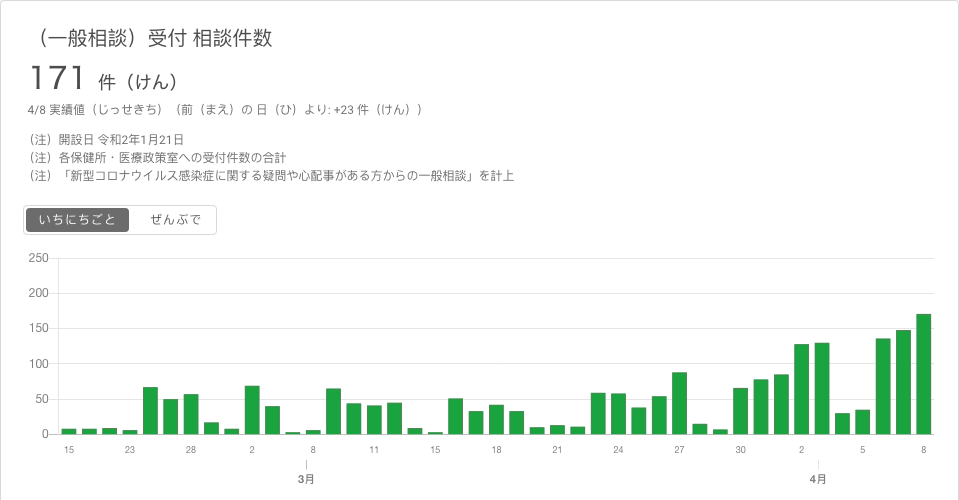 （一般相談）受付 相談件数
171 件（けん）
4/8 実績値（じっせきち）（前（まえ）の 日（ひ）より: +23 件（けん））
（注）開設日 令和2年1月21日
（注）各保健所・医療政策室への受付件数の合計
（注）「新型コロナウイルス感染症に関する疑問や心配事がある方からの一般相談」を計上
いちにちごと ぜんぶで
250
200
150
100
50
0
15 23 28 2 8 11 15 18 21 24 27 30 2 5 8
3月 4月